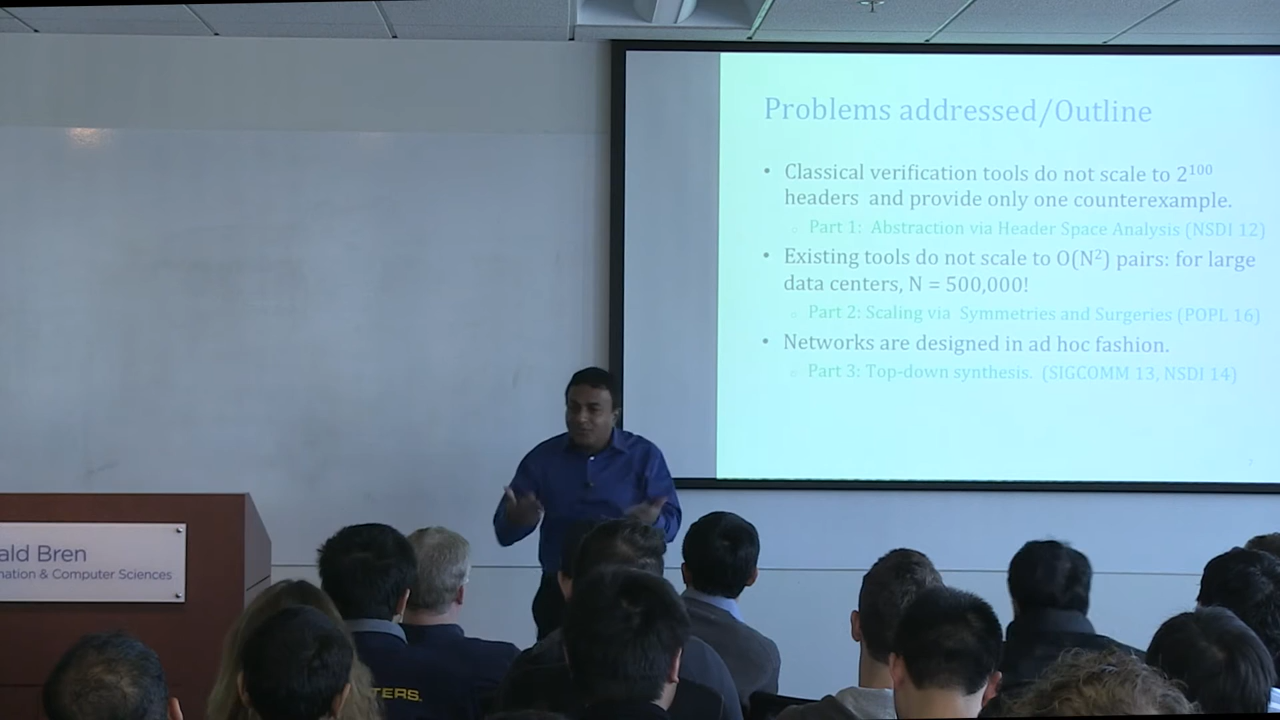 Problems addressed/Outline
• Classical verification tools do not scale to 2¹⁰⁰
headers and provide only one counterexample.
○ Part 1: Abstraction via Header Space Analysis (NSDI 12)
• Existing tools do not scale to O(N²) pairs: for large
data centers, N = 500,000!
○ Part 2: Scaling via Symmetries and Surgeries (POPL 16)
• Networks are designed in ad hoc fashion.
○ Part 3: Top-down synthesis. (SIGCOMM 13, NSDI 14)
7
ald Bren
mation & Computer Sciences
TERS.